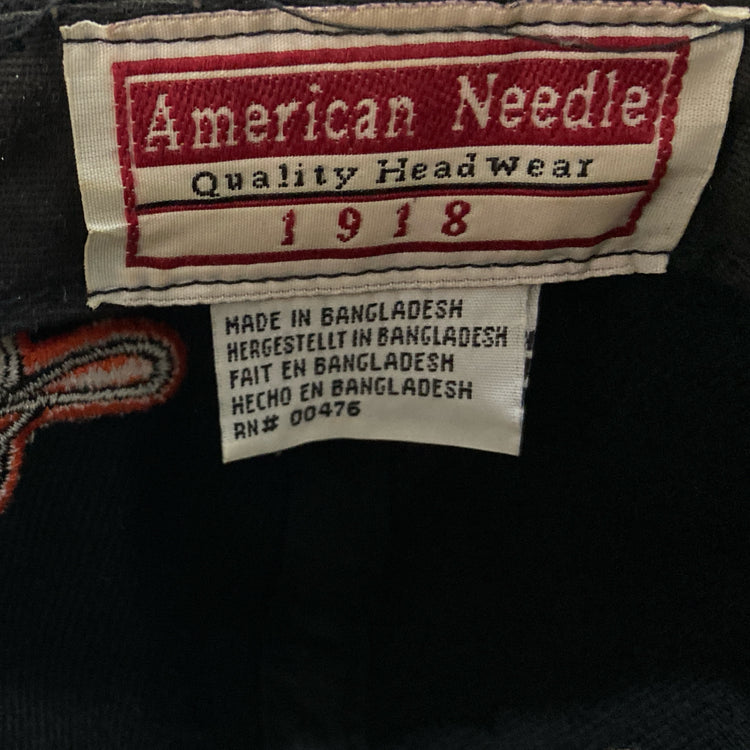 American Needle
Quality Headwear
1918
MADE IN BANGLADESH
HERGESTELLT IN BANGLADESH
FAIT EN BANGLADESH
HECHO EN BANGLADESH
RN# 00476